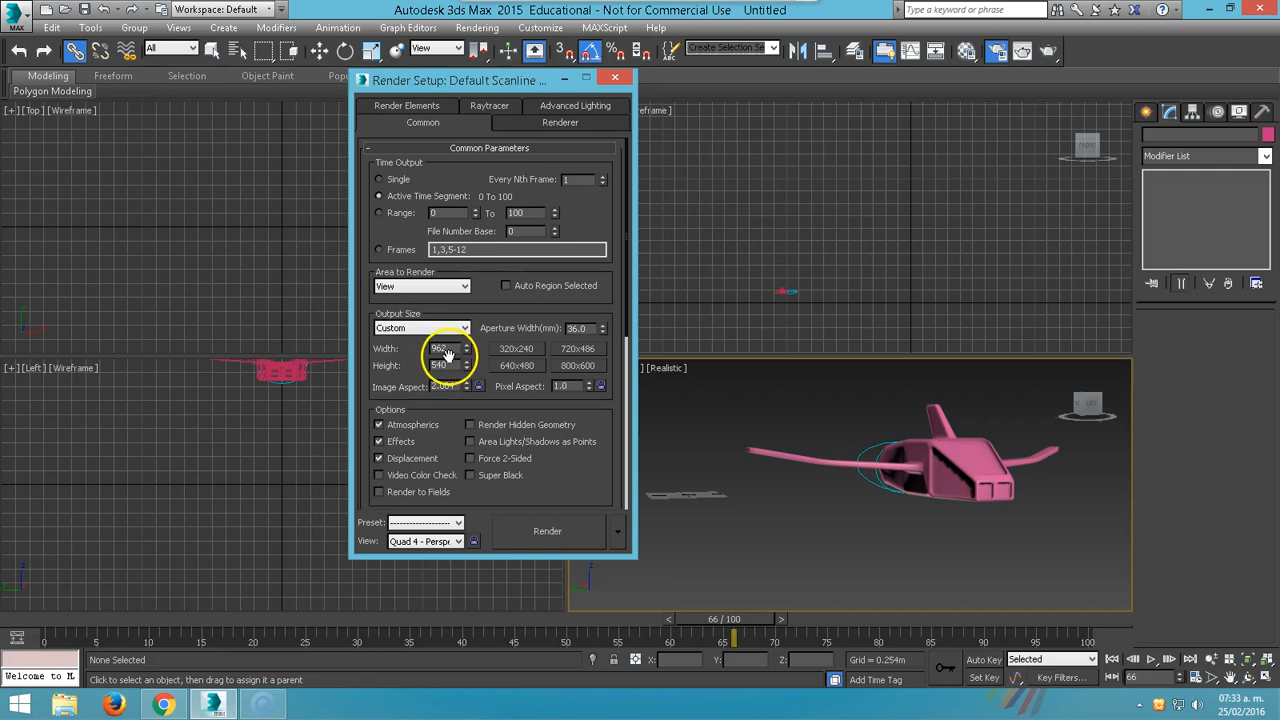 Workspace: Default
Autodesk 3ds Max 2015 Educational - Not for Commercial Use Untitled
Type a keyword or phrase
MAX
Edit Tools Group Views Create Modifiers Animation Graph Editors Rendering Customize MAXScript Help
All View Create Selection Se
Modeling Freeform Selection Object Paint
Polygon Modeling
Render Setup: Default Scanline ...
Render Elements Raytracer Advanced Lighting
Common Renderer
[+] [Top] [Wireframe]
FRONT
Modifier List
Common Parameters
Time Output
Single Every Nth Frame: 1
Active Time Segment: 0 To 100
Range: 0 To 100
File Number Base: 0
Frames 1,3,5-12
Area to Render
View Auto Region Selected
Output Size
Custom Aperture Width(mm): 36.0
Width: 962 320x240 720x486
Height: 540 640x480 800x600
Image Aspect: Pixel Aspect: 1.0
[+] [Left] [Wireframe]
] [Realistic]
LEFT
Options
Atmospherics Render Hidden Geometry
Effects Area Lights/Shadows as Points
Displacement Force 2-Sided
Video Color Check Super Black
Render to Fields
Preset: Render
View: Quad 4 - Perspe
66 / 100
0 5 10 15 20 25 30 35 40 45 50 55 60 65 70 75 80 85 90 95 100
None Selected X: Y: Z: Grid = 0.254m Auto Key Selected
Welcome to M Click to select an object, then drag to assign it a parent Add Time Tag Set Key Key Filters... 66
07:33 a. m.
25/02/2016